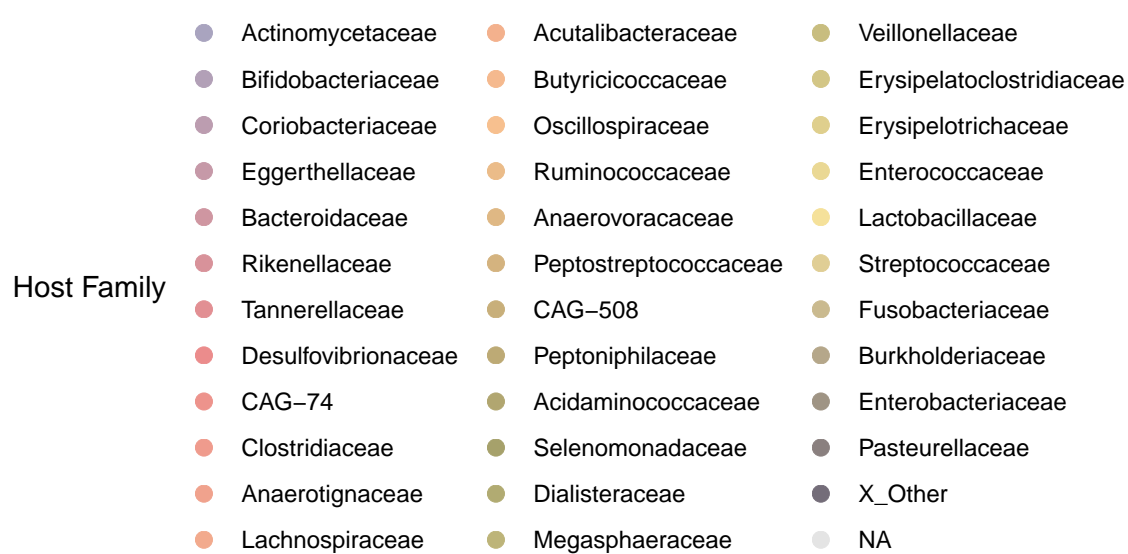 Host Family
Actinomycetaceae
Bifidobacteriaceae
Coriobacteriaceae
Eggerthellaceae
Bacteroidaceae
Rikenellaceae
Tannerellaceae
Desulfovibrionaceae
CAG−74
Clostridiaceae
Anaerotignaceae
Lachnospiraceae
Acutalibacteraceae
Butyricicoccaceae
Oscillospiraceae
Ruminococcaceae
Anaerovoracaceae
Peptostreptococcaceae
CAG−508
Peptoniphilaceae
Acidaminococcaceae
Selenomonadaceae
Dialisteraceae
Megasphaeraceae
Veillonellaceae
Erysipelatoclostridiaceae
Erysipelotrichaceae
Enterococcaceae
Lactobacillaceae
Streptococcaceae
Fusobacteriaceae
Burkholderiaceae
Enterobacteriaceae
Pasteurellaceae
X_Other
NA